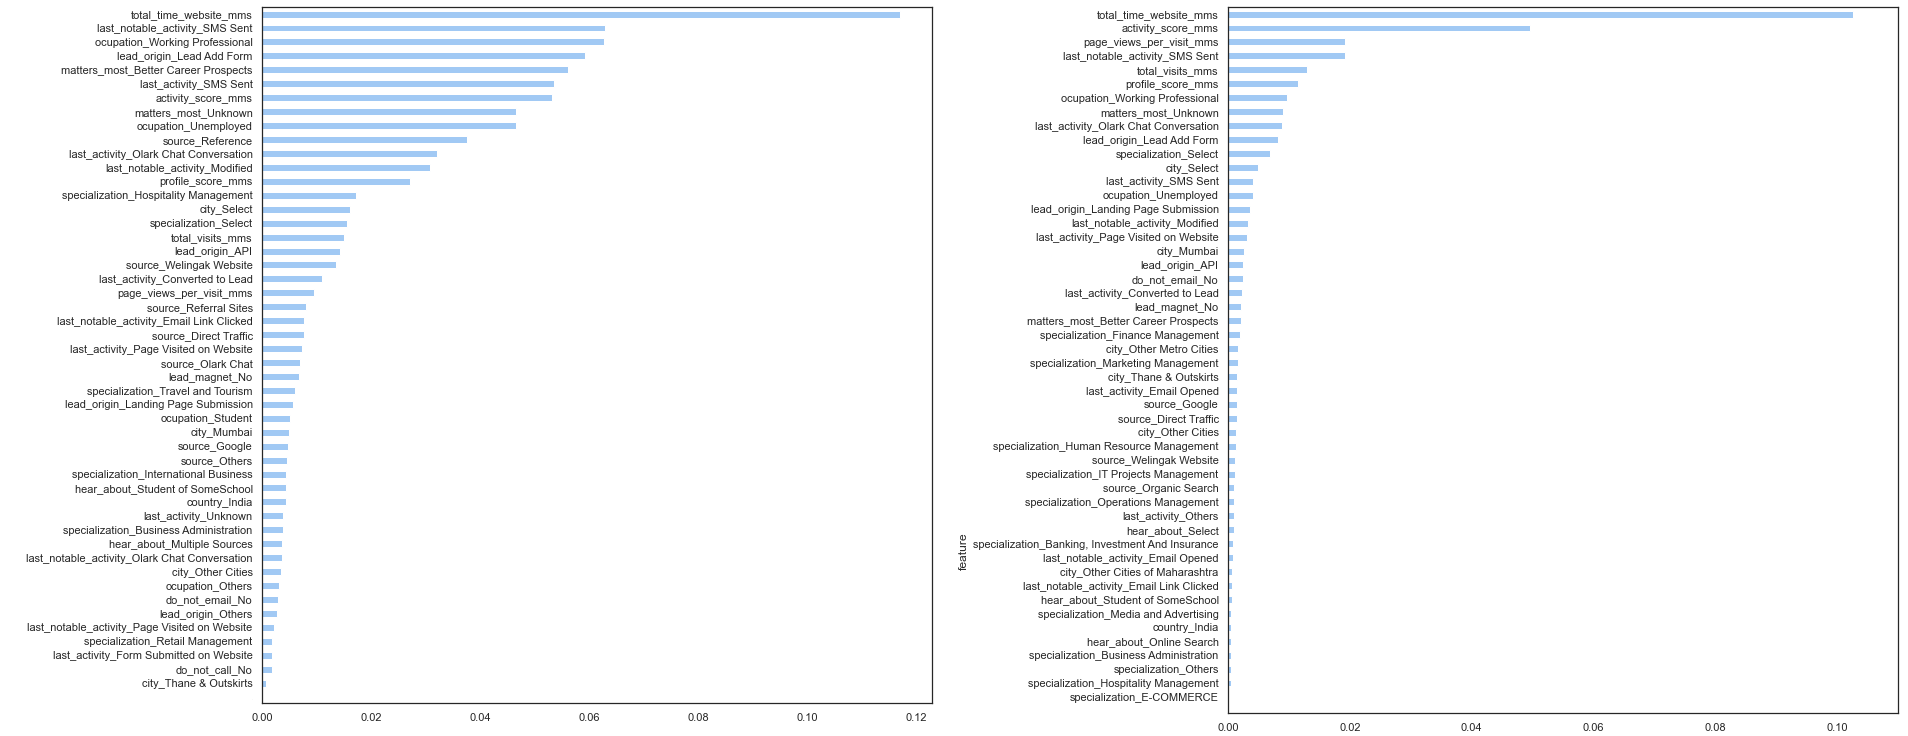 total_time_website_mms
last_notable_activity_SMS Sent
ocupation_Working Professional
lead_origin_Lead Add Form
matters_most_Better Career Prospects
last_activity_SMS Sent
activity_score_mms
matters_most_Unknown
ocupation_Unemployed
source_Reference
last_activity_Olark Chat Conversation
last_notable_activity_Modified
profile_score_mms
specialization_Hospitality Management
city_Select
specialization_Select
total_visits_mms
lead_origin_API
source_Welingak Website
last_activity_Converted to Lead
page_views_per_visit_mms
source_Referral Sites
last_notable_activity_Email Link Clicked
source_Direct Traffic
last_activity_Page Visited on Website
source_Olark Chat
lead_magnet_No
specialization_Travel and Tourism
lead_origin_Landing Page Submission
ocupation_Student
city_Mumbai
source_Google
source_Others
specialization_International Business
hear_about_Student of SomeSchool
country_India
last_activity_Unknown
specialization_Business Administration
hear_about_Multiple Sources
last_notable_activity_Olark Chat Conversation
city_Other Cities
ocupation_Others
do_not_email_No
lead_origin_Others
last_notable_activity_Page Visited on Website
specialization_Retail Management
last_activity_Form Submitted on Website
do_not_call_No
city_Thane & Outskirts
0.00 0.02 0.04 0.06 0.08 0.10 0.12
feature
total_time_website_mms
activity_score_mms
page_views_per_visit_mms
last_notable_activity_SMS Sent
total_visits_mms
profile_score_mms
ocupation_Working Professional
matters_most_Unknown
last_activity_Olark Chat Conversation
lead_origin_Lead Add Form
specialization_Select
city_Select
last_activity_SMS Sent
ocupation_Unemployed
lead_origin_Landing Page Submission
last_notable_activity_Modified
last_activity_Page Visited on Website
city_Mumbai
lead_origin_API
do_not_email_No
last_activity_Converted to Lead
lead_magnet_No
matters_most_Better Career Prospects
specialization_Finance Management
city_Other Metro Cities
specialization_Marketing Management
city_Thane & Outskirts
last_activity_Email Opened
source_Google
source_Direct Traffic
city_Other Cities
specialization_Human Resource Management
source_Welingak Website
specialization_IT Projects Management
source_Organic Search
specialization_Operations Management
last_activity_Others
hear_about_Select
specialization_Banking, Investment And Insurance
last_notable_activity_Email Opened
city_Other Cities of Maharashtra
last_notable_activity_Email Link Clicked
hear_about_Student of SomeSchool
specialization_Media and Advertising
country_India
hear_about_Online Search
specialization_Business Administration
specialization_Others
specialization_Hospitality Management
specialization_E-COMMERCE
0.00 0.02 0.04 0.06 0.08 0.10